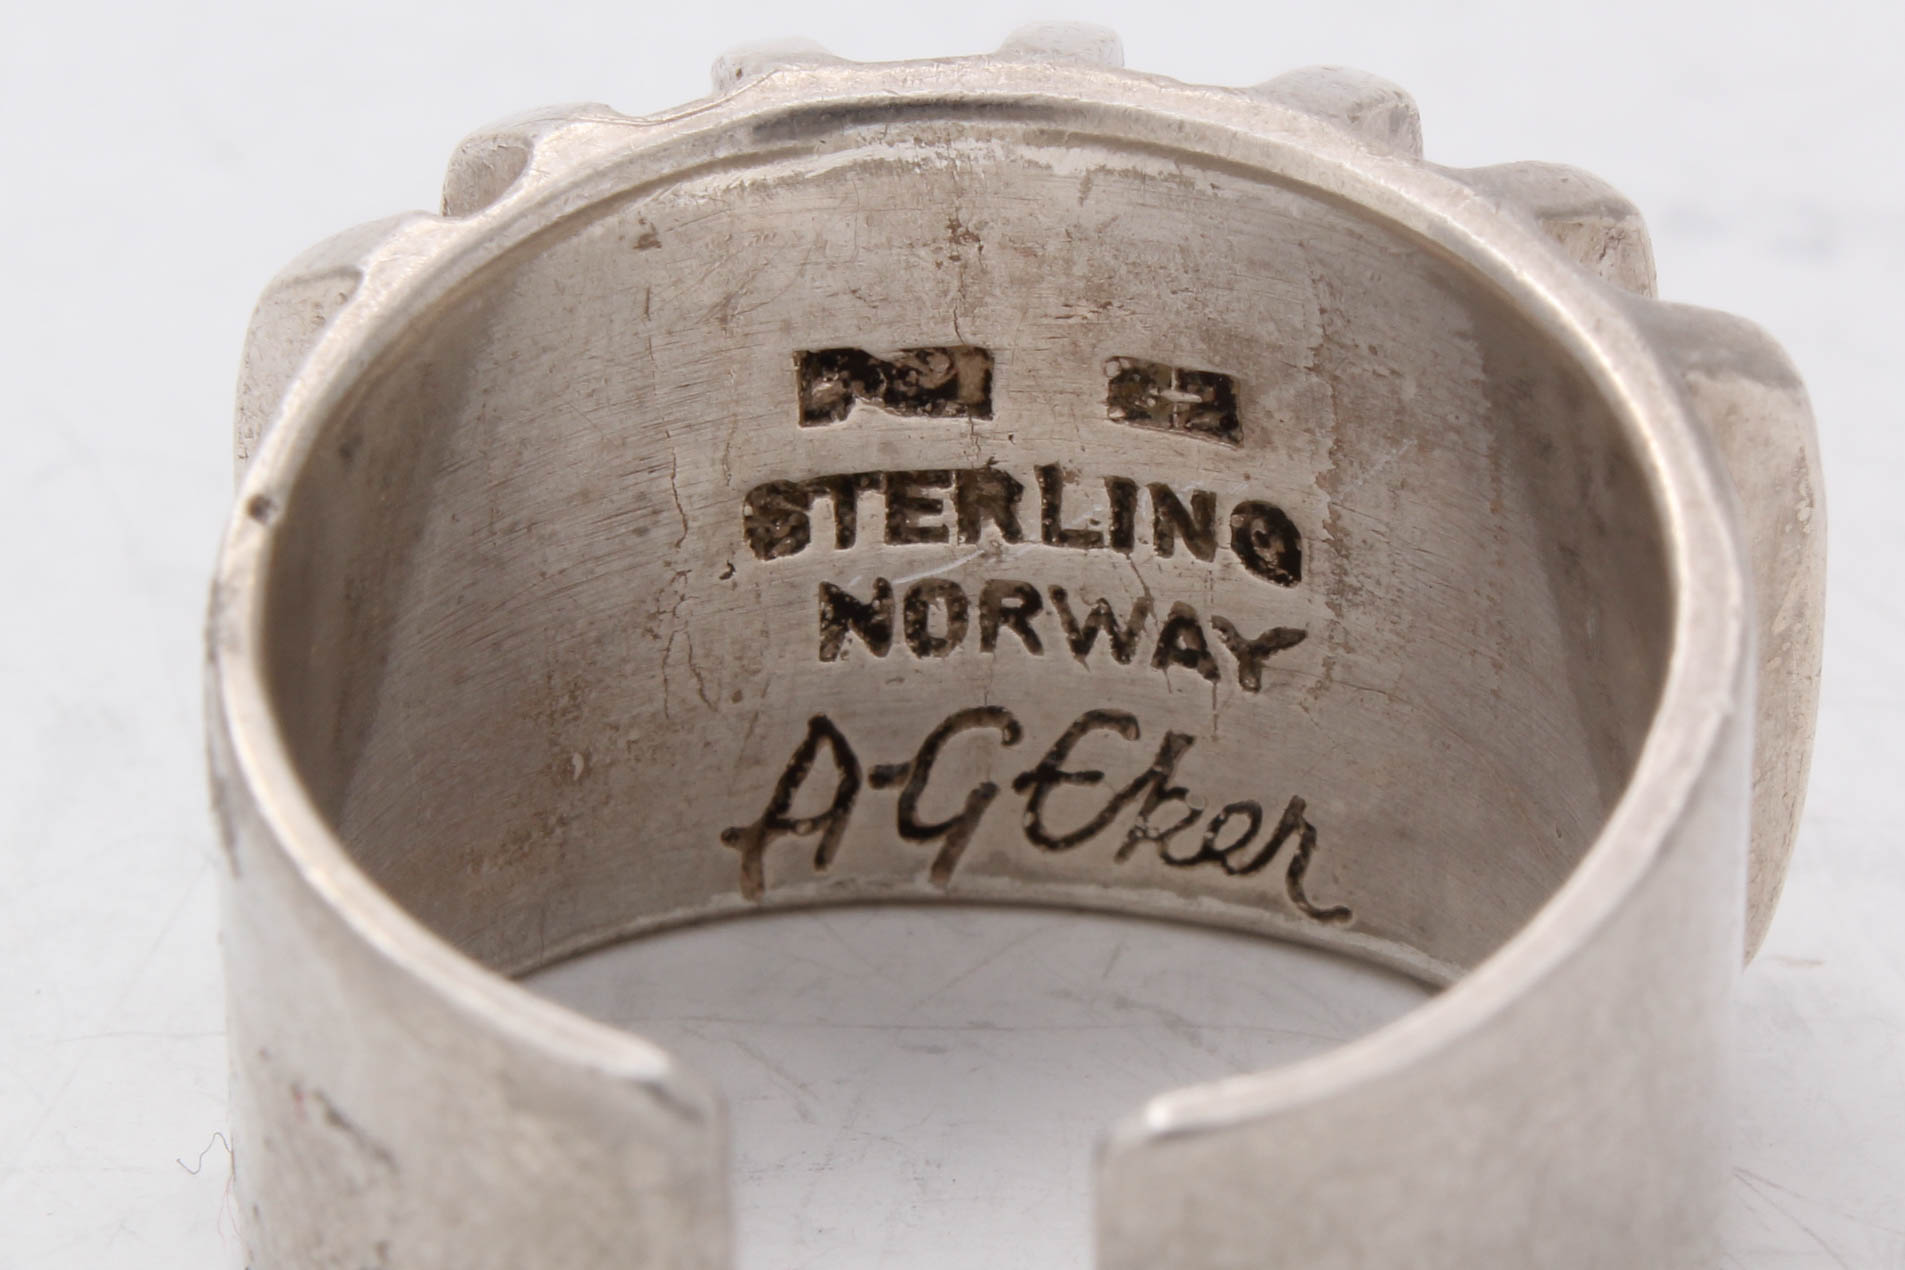 STERLING
NORWAY
A-G Eker